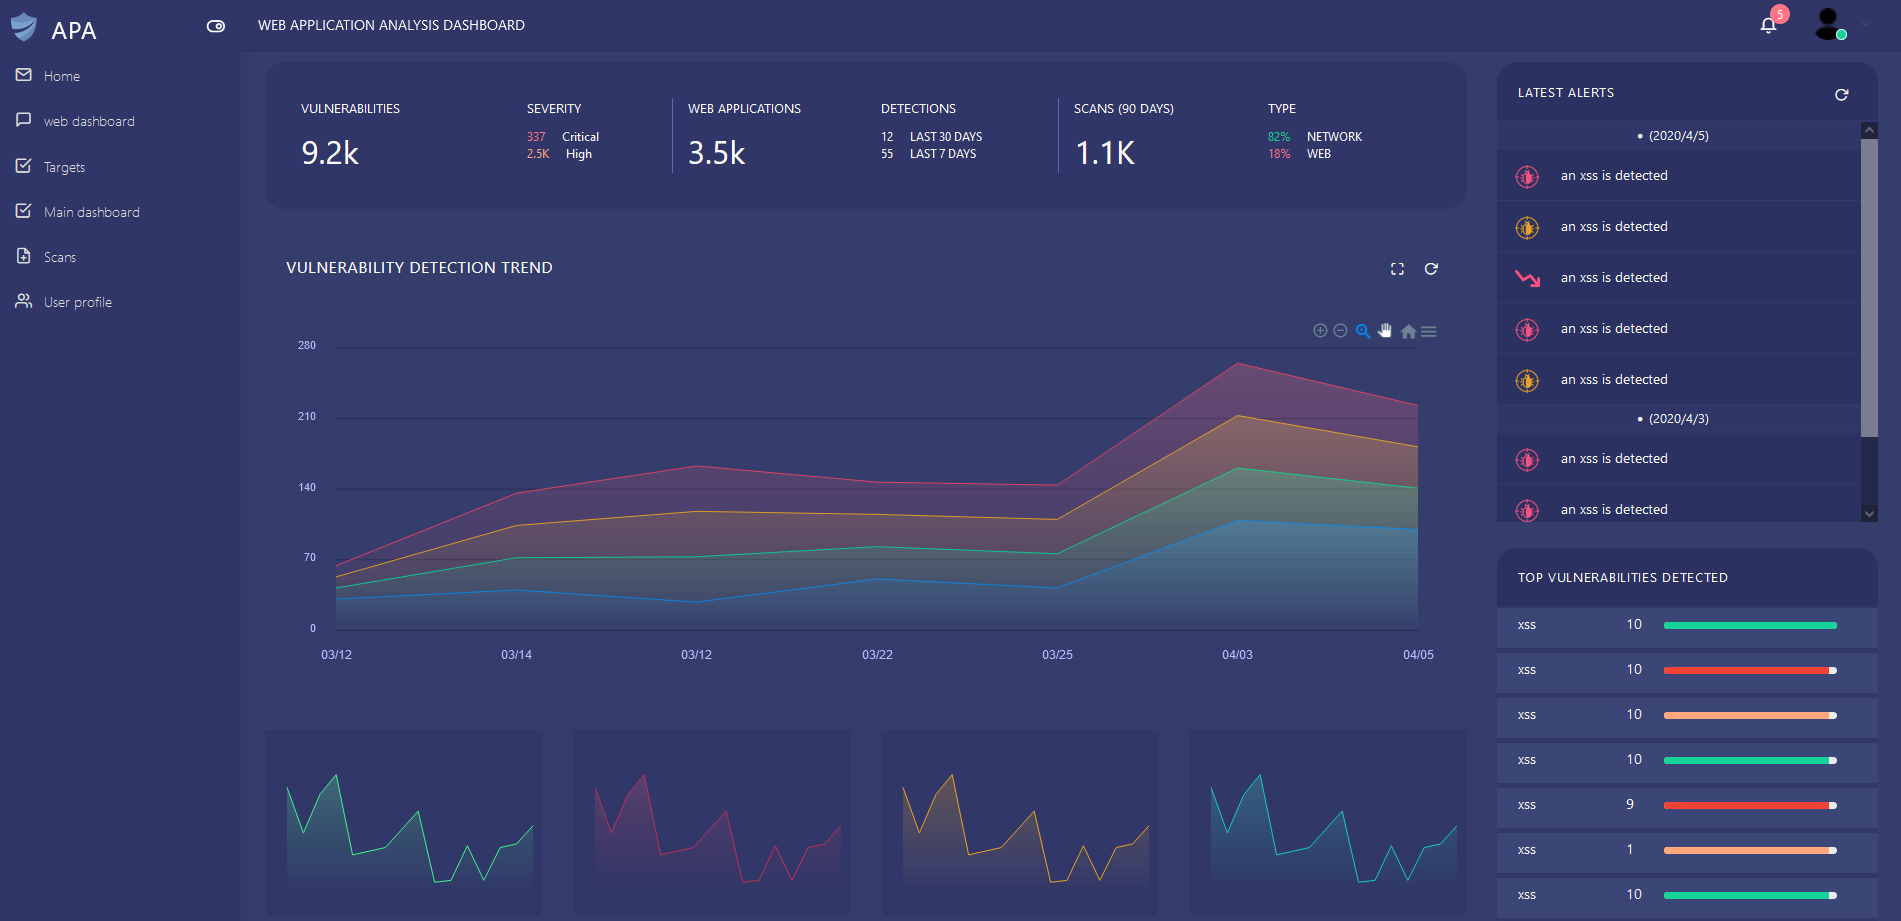 APA
WEB APPLICATION ANALYSIS DASHBOARD
5
Home
web dashboard
Targets
Main dashboard
Scans
User profile
VULNERABILITIES
9.2k
SEVERITY
337 Critical
2.5K High
WEB APPLICATIONS
3.5k
DETECTIONS
12 LAST 30 DAYS
55 LAST 7 DAYS
SCANS (90 DAYS)
1.1K
TYPE
82% NETWORK
18% WEB
VULNERABILITY DETECTION TREND
280
210
140
70
0
03/12 03/14 03/12 03/22 03/25 04/03 04/05
LATEST ALERTS
• (2020/4/5)
an xss is detected
an xss is detected
an xss is detected
an xss is detected
an xss is detected
• (2020/4/3)
an xss is detected
an xss is detected
TOP VULNERABILITIES DETECTED
xss 10
xss 10
xss 10
xss 10
xss 9
xss 1
xss 10